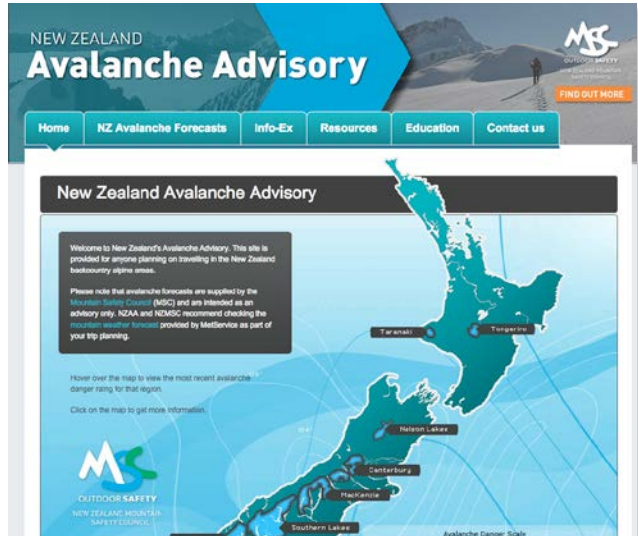 NEW ZEALAND
Avalanche Advisory
MSC
OUTDOOR SAFETY
NEW ZEALAND MOUNTAIN
SAFETY COUNCIL
FIND OUT MORE
Home
NZ Avalanche Forecasts
Info-Ex
Resources
Education
Contact us
New Zealand Avalanche Advisory
Welcome to New Zealand's Avalanche Advisory. This site is
provided for anyone planning on travelling in the New Zealand
backcountry alpine areas.
Please note that avalanche forecasts are supplied by the
Mountain Safety Council (MSC) and are intended as an
advisory only. NZAA and NZMSC recommend checking the
mountain weather forecast provided by MetService as part of
your trip planning.
Taranaki
Tongariro
Hover over the map to view the most recent avalanche
danger rating for that region.
Click on the map to get more information.
Nelson Lakes
MSC
OUTDOOR SAFETY
NEW ZEALAND MOUNTAIN
SAFETY COUNCIL
Canterbury
MacKenzie
Southern Lakes
Avalanche Danger Scale